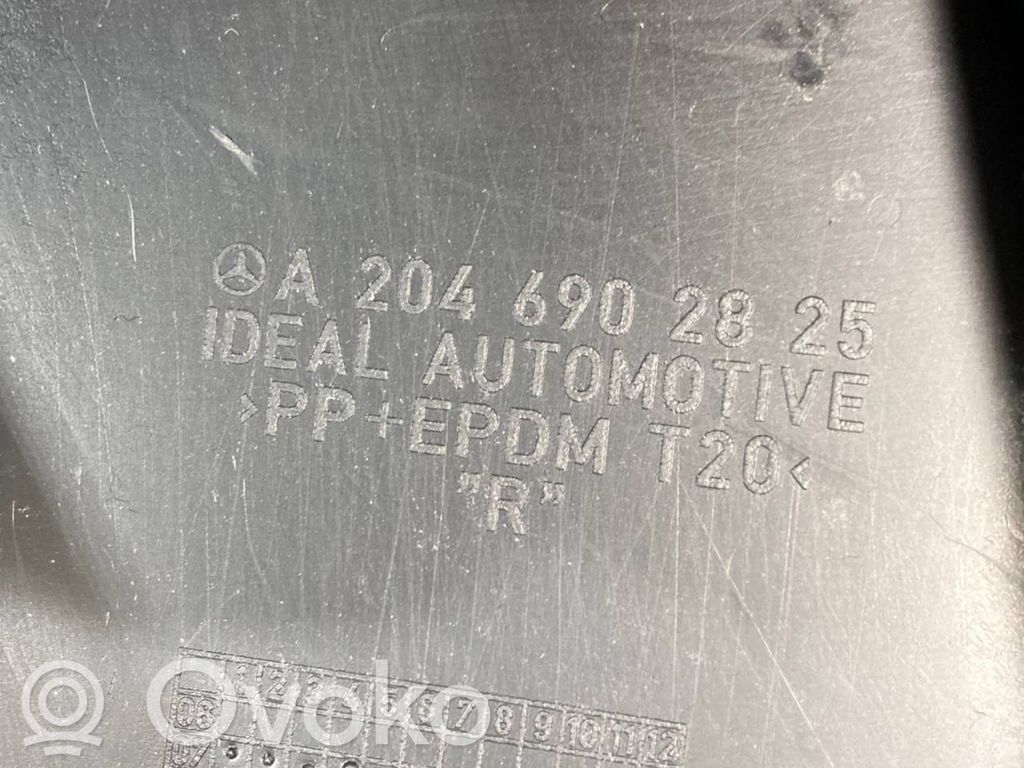 A 204 690 28 25
IDEAL AUTOMOTIVE
>PP+EPDM T20<
"R"
1 2 3 4 5 6 7 8 9 10 11 12
06
07
Ovoko